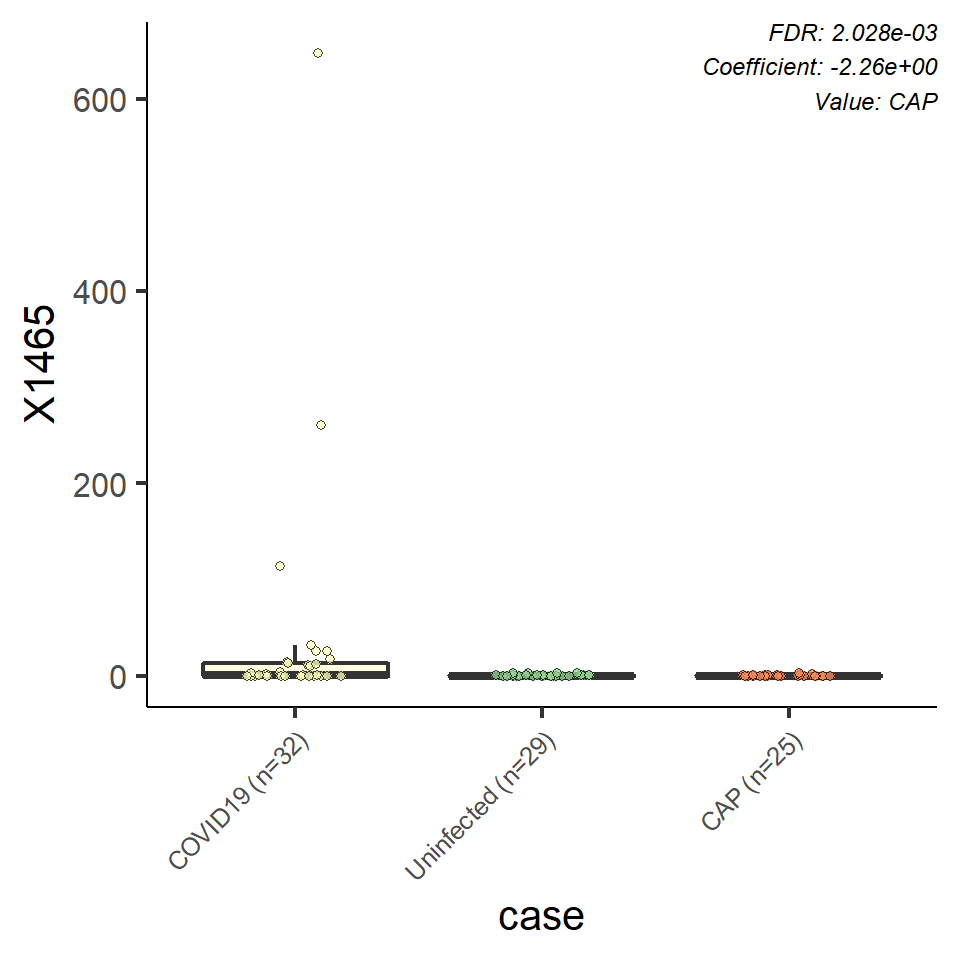 FDR: 2.028e-03
Coefficient: -2.26e+00
Value: CAP
600
400
200
0
X1465
COVID19 (n=32)
Uninfected (n=29)
CAP (n=25)
case